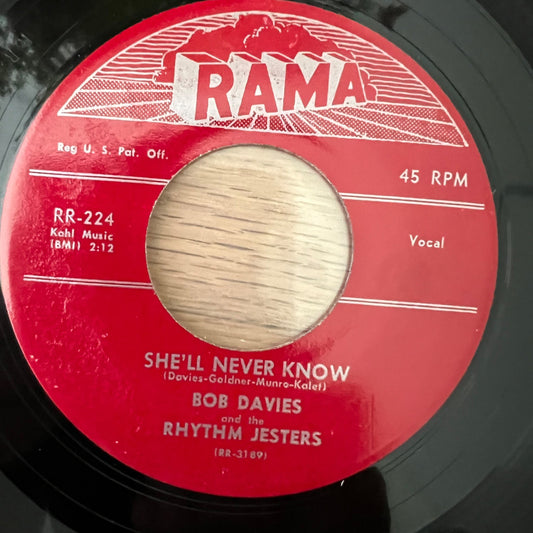 RAMA
Reg U. S. Pat. Off.
45 RPM
RR-224
Kahl Music
(BMI) 2:12
Vocal
SHE'LL NEVER KNOW
(Davies-Goldner-Munro-Kalet)
BOB DAVIES
and the
RHYTHM JESTERS
(RR-3189)